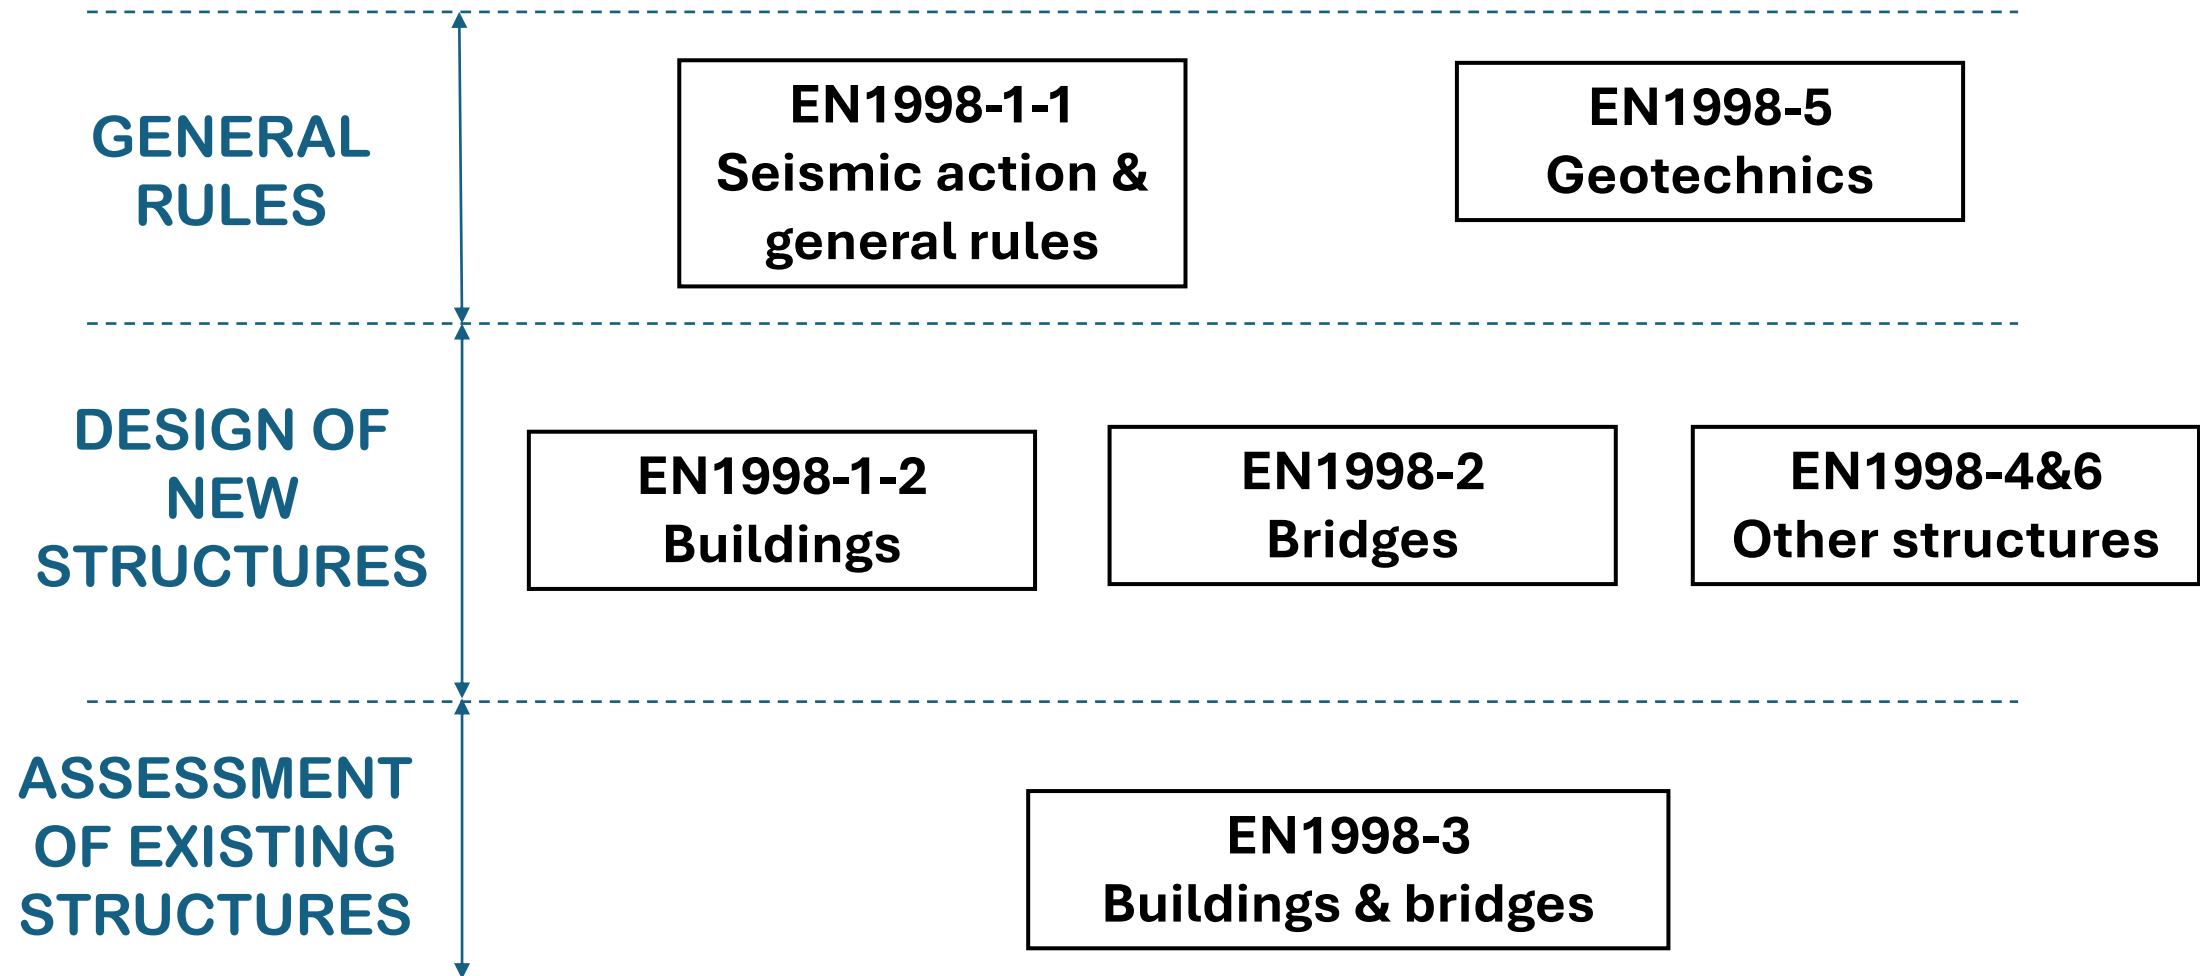 GENERAL
RULES
EN1998-1-1
Seismic action &
general rules
EN1998-5
Geotechnics
DESIGN OF
NEW
STRUCTURES
EN1998-1-2
Buildings
EN1998-2
Bridges
EN1998-4&6
Other structures
ASSESSMENT
OF EXISTING
STRUCTURES
EN1998-3
Buildings & bridges